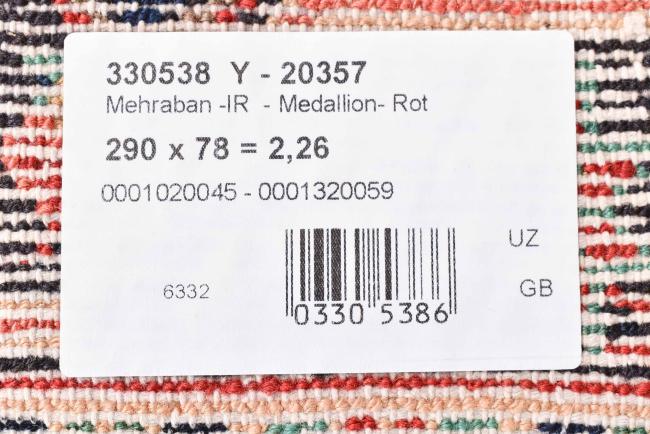 330538 Y - 20357
Mehraban -IR - Medallion- Rot
290 x 78 = 2,26
0001020045 - 0001320059
UZ
6332
GB
0330 5386